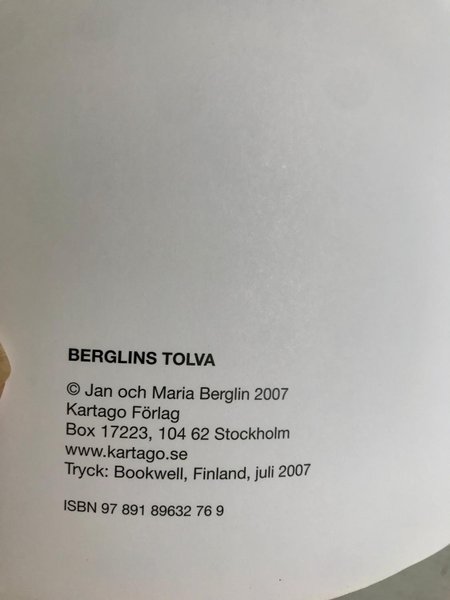 BERGLINS TOLVA
© Jan och Maria Berglin 2007
Kartago Förlag
Box 17223, 104 62 Stockholm
www.kartago.se
Tryck: Bookwell, Finland, juli 2007
ISBN 97 891 89632 76 9